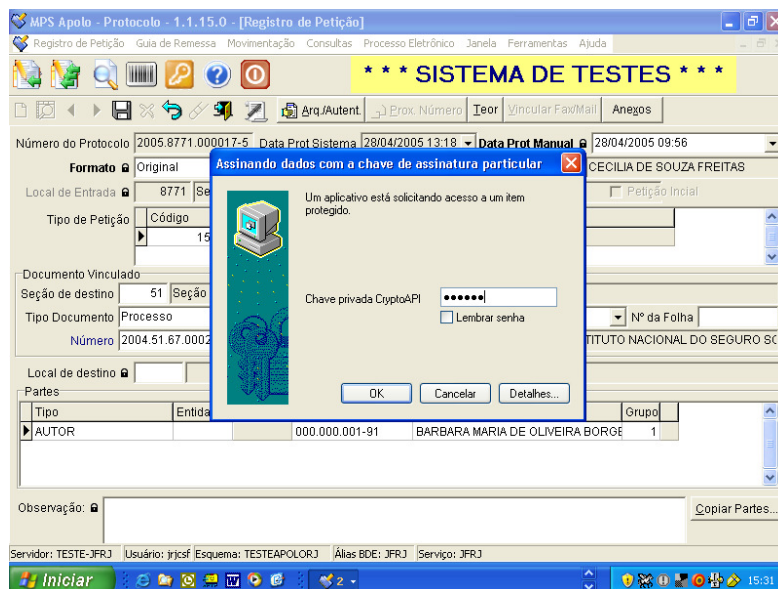 MPS Apolo - Protocolo - 1.1.15.0 - [Registro de Petição]
Registro de Petição Guia de Remessa Movimentação Consultas Processo Eletrônico Janela Ferramentas Ajuda
* * * SISTEMA DE TESTES * * *
Arq./Autent. Prox. Número Teor Vincular Fax/Mail Anexos
Número do Protocolo 2005.8771.000017-5 Data Prot Sistema 28/04/2005 13:18 Data Prot Manual 28/04/2005 09:56
Formato Original CECILIA DE SOUZA FREITAS
Assinando dados com a chave de assinatura particular
Local de Entrada 8771 Se Petição Incial
Um aplicativo está solicitando acesso a um item
protegido.
Tipo de Petição Código
15
Documento Vinculado
Seção de destino 51 Seção
Chave privada CryptoAPI ••••••
Lembrar senha
Tipo Documento Processo Nº da Folha
Número 2004.51.67.0002 TITUTO NACIONAL DO SEGURO SO
Local de destino
OK Cancelar Detalhes...
Partes
Tipo Entida Grupo
AUTOR 000.000.001-91 BARBARA MARIA DE OLIVEIRA BORGE 1
Observação: Copiar Partes...
Servidor: TESTE-JFRJ Usuário: jrjcsf Esquema: TESTEAPOLORJ Álias BDE: JFRJ Serviço: JFRJ
Iniciar 2 15:31